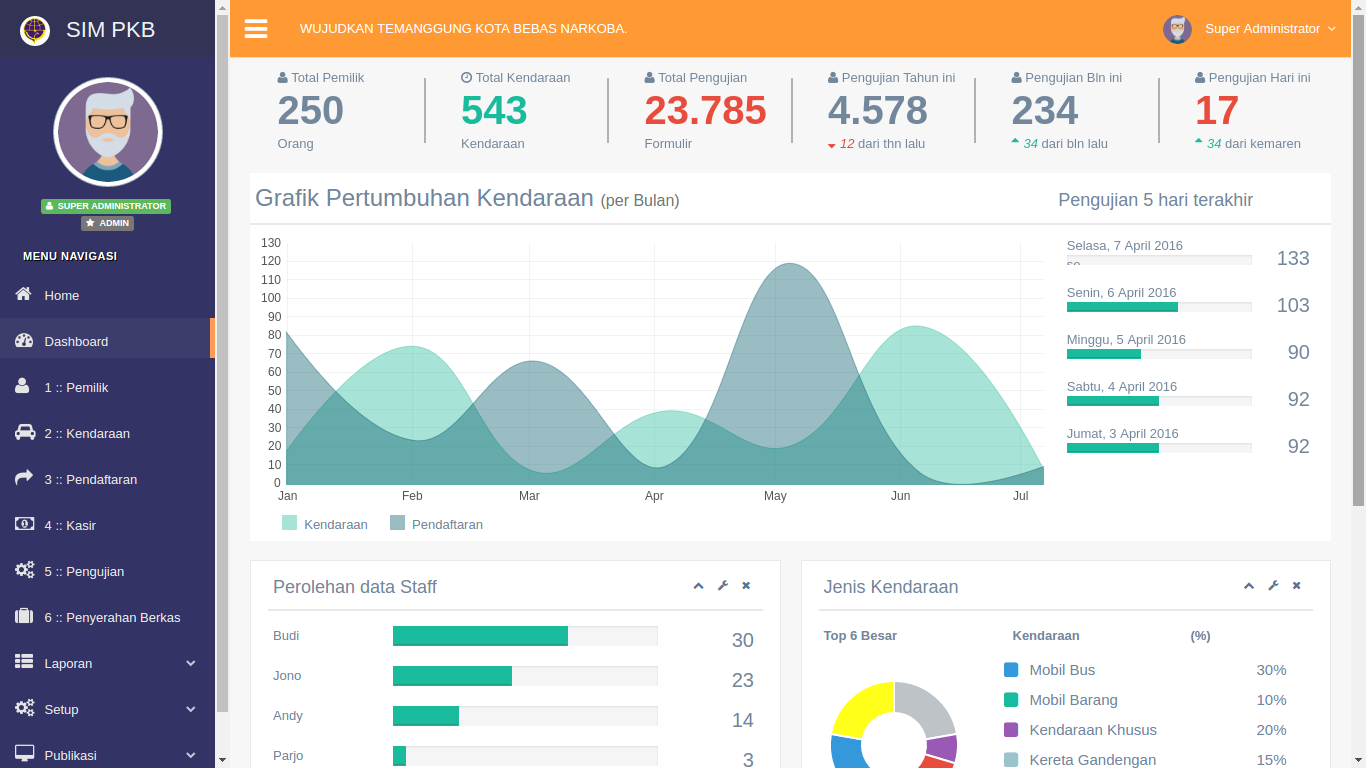 SIM PKB
WUJUDKAN TEMANGGUNG KOTA BEBAS NARKOBA.
Super Administrator
SUPER ADMINISTRATOR
ADMIN
MENU NAVIGASI
Home
Dashboard
1 :: Pemilik
2 :: Kendaraan
3 :: Pendaftaran
4 :: Kasir
5 :: Pengujian
6 :: Penyerahan Berkas
Laporan
Setup
Publikasi
Total Pemilik
250
Orang
Total Kendaraan
543
Kendaraan
Total Pengujian
23.785
Formulir
Pengujian Tahun ini
4.578
12 dari thn lalu
Pengujian Bln ini
234
34 dari bln lalu
Pengujian Hari ini
17
34 dari kemaren
Grafik Pertumbuhan Kendaraan (per Bulan)
130
120
110
100
90
80
70
60
50
40
30
20
10
0
Jan Feb Mar Apr May Jun Jul
Kendaraan Pendaftaran
Pengujian 5 hari terakhir
Selasa, 7 April 2016
133
Senin, 6 April 2016
103
Minggu, 5 April 2016
90
Sabtu, 4 April 2016
92
Jumat, 3 April 2016
92
Perolehan data Staff
Budi 30
Jono 23
Andy 14
Parjo 3
Jenis Kendaraan
Top 6 Besar Kendaraan (%)
Mobil Bus 30%
Mobil Barang 10%
Kendaraan Khusus 20%
Kereta Gandengan 15%